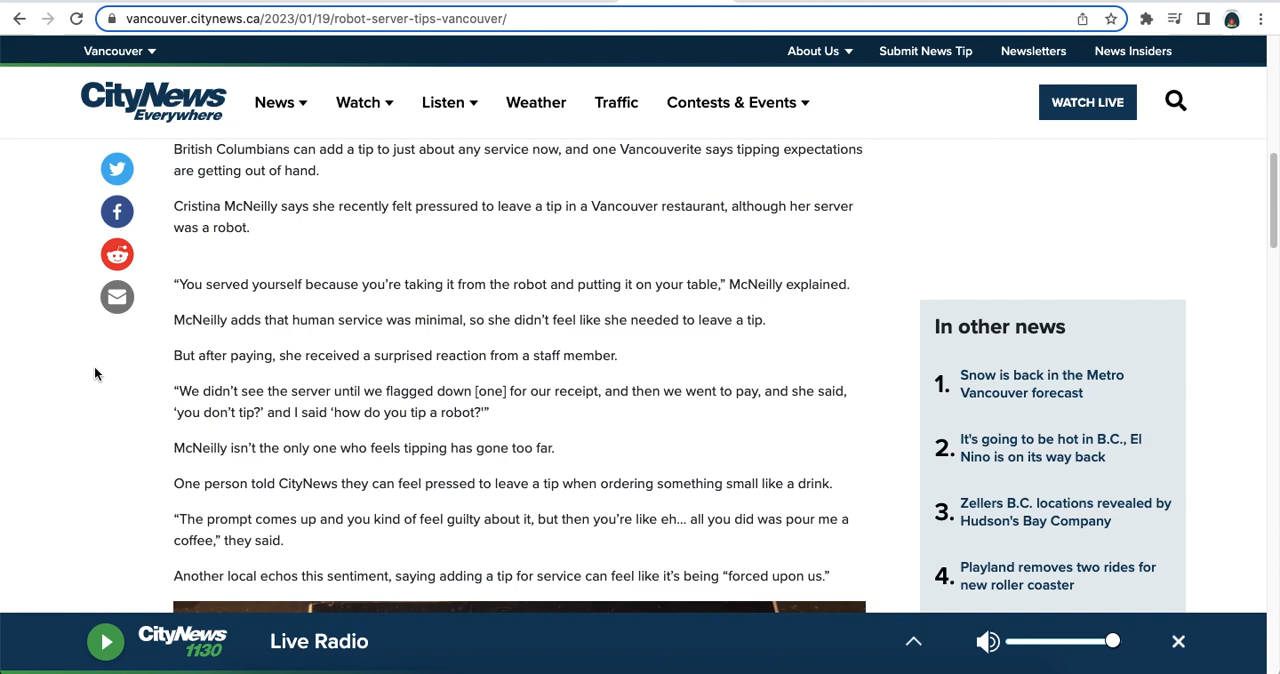 vancouver.citynews.ca/2023/01/19/robot-server-tips-vancouver/
Vancouver
About Us
Submit News Tip
Newsletters
News Insiders
CityNews
Everywhere
News
Watch
Listen
Weather
Traffic
Contests & Events
WATCH LIVE
British Columbians can add a tip to just about any service now, and one Vancouverite says tipping expectations
are getting out of hand.
Cristina McNeilly says she recently felt pressured to leave a tip in a Vancouver restaurant, although her server
was a robot.
“You served yourself because you’re taking it from the robot and putting it on your table,” McNeilly explained.
McNeilly adds that human service was minimal, so she didn’t feel like she needed to leave a tip.
But after paying, she received a surprised reaction from a staff member.
“We didn’t see the server until we flagged down [one] for our receipt, and then we went to pay, and she said,
‘you don’t tip?’ and I said ‘how do you tip a robot?’”
McNeilly isn’t the only one who feels tipping has gone too far.
One person told CityNews they can feel pressed to leave a tip when ordering something small like a drink.
“The prompt comes up and you kind of feel guilty about it, but then you’re like eh… all you did was pour me a
coffee,” they said.
Another local echos this sentiment, saying adding a tip for service can feel like it’s being “forced upon us.”
In other news
1. Snow is back in the Metro
Vancouver forecast
2. It's going to be hot in B.C., El
Nino is on its way back
3. Zellers B.C. locations revealed by
Hudson's Bay Company
4. Playland removes two rides for
new roller coaster
CityNews
1130
Live Radio